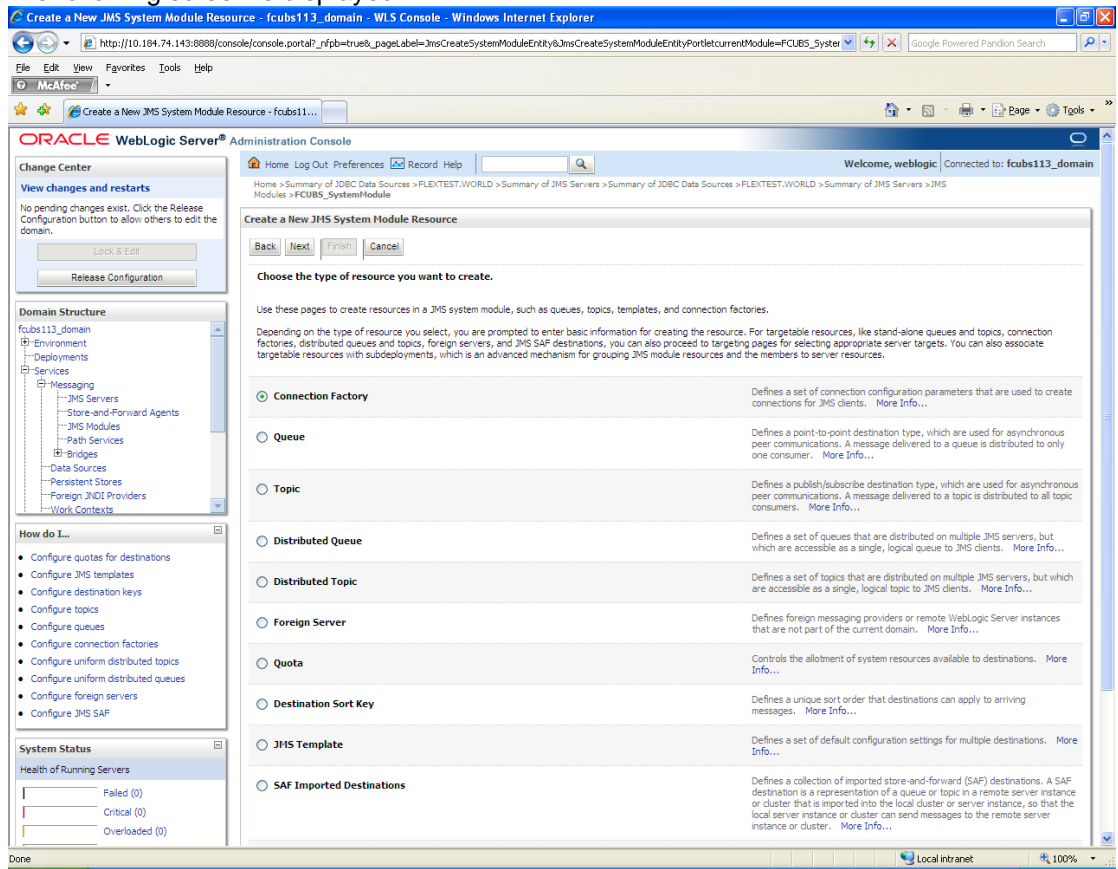 Create a New JMS System Module Resource - fcubs113_domain - WLS Console - Windows Internet Explorer
http://10.184.74.143:8888/console/console.portal?_nfpb=true&_pageLabel=JmsCreateSystemModuleEntity&JmsCreateSystemModuleEntityPortletcurrentModule=FCUBS_System
Google Powered Pandion Search
File Edit View Favorites Tools Help
McAfee
Create a New JMS System Module Resource - fcubs11...
Page Tools
ORACLE WebLogic Server® Administration Console
Change Center
View changes and restarts
No pending changes exist. Click the Release
Configuration button to allow others to edit the
domain.
Lock & Edit
Release Configuration
Domain Structure
fcubs113_domain
Environment
Deployments
Services
Messaging
JMS Servers
Store-and-Forward Agents
JMS Modules
Path Services
Bridges
Data Sources
Persistent Stores
Foreign JNDI Providers
Work Contexts
How do I...
• Configure quotas for destinations
• Configure JMS templates
• Configure destination keys
• Configure topics
• Configure queues
• Configure connection factories
• Configure uniform distributed topics
• Configure uniform distributed queues
• Configure foreign servers
• Configure JMS SAF
System Status
Health of Running Servers
Failed (0)
Critical (0)
Overloaded (0)
Home Log Out Preferences Record Help
Welcome, weblogic Connected to: fcubs113_domain
Home >Summary of JDBC Data Sources >FLEXTEST.WORLD >Summary of JMS Servers >Summary of JDBC Data Sources >FLEXTEST.WORLD >Summary of JMS Servers >JMS
Modules >FCUBS_SystemModule
Create a New JMS System Module Resource
Back Next Finish Cancel
Choose the type of resource you want to create.
Use these pages to create resources in a JMS system module, such as queues, topics, templates, and connection factories.
Depending on the type of resource you select, you are prompted to enter basic information for creating the resource. For targetable resources, like stand-alone queues and topics, connection
factories, distributed queues and topics, foreign servers, and JMS SAF destinations, you can also proceed to targeting pages for selecting appropriate server targets. You can also associate
targetable resources with subdeployments, which is an advanced mechanism for grouping JMS module resources and the members to server resources.
Connection Factory
Defines a set of connection configuration parameters that are used to create
connections for JMS clients. More Info...
Queue
Defines a point-to-point destination type, which are used for asynchronous
peer communications. A message delivered to a queue is distributed to only
one consumer. More Info...
Topic
Defines a publish/subscribe destination type, which are used for asynchronous
peer communications. A message delivered to a topic is distributed to all topic
consumers. More Info...
Distributed Queue
Defines a set of queues that are distributed on multiple JMS servers, but
which are accessible as a single, logical queue to JMS clients. More Info...
Distributed Topic
Defines a set of topics that are distributed on multiple JMS servers, but which
are accessible as a single, logical topic to JMS clients. More Info...
Foreign Server
Defines foreign messaging providers or remote WebLogic Server instances
that are not part of the current domain. More Info...
Quota
Controls the allotment of system resources available to destinations. More
Info...
Destination Sort Key
Defines a unique sort order that destinations can apply to arriving
messages. More Info...
JMS Template
Defines a set of default configuration settings for multiple destinations. More
Info...
SAF Imported Destinations
Defines a collection of imported store-and-forward (SAF) destinations. A SAF
destination is a representation of a queue or topic in a remote server instance
or cluster that is imported into the local cluster or server instance, so that the
local server instance or cluster can send messages to the remote server
instance or cluster. More Info...
Done
Local intranet
100%